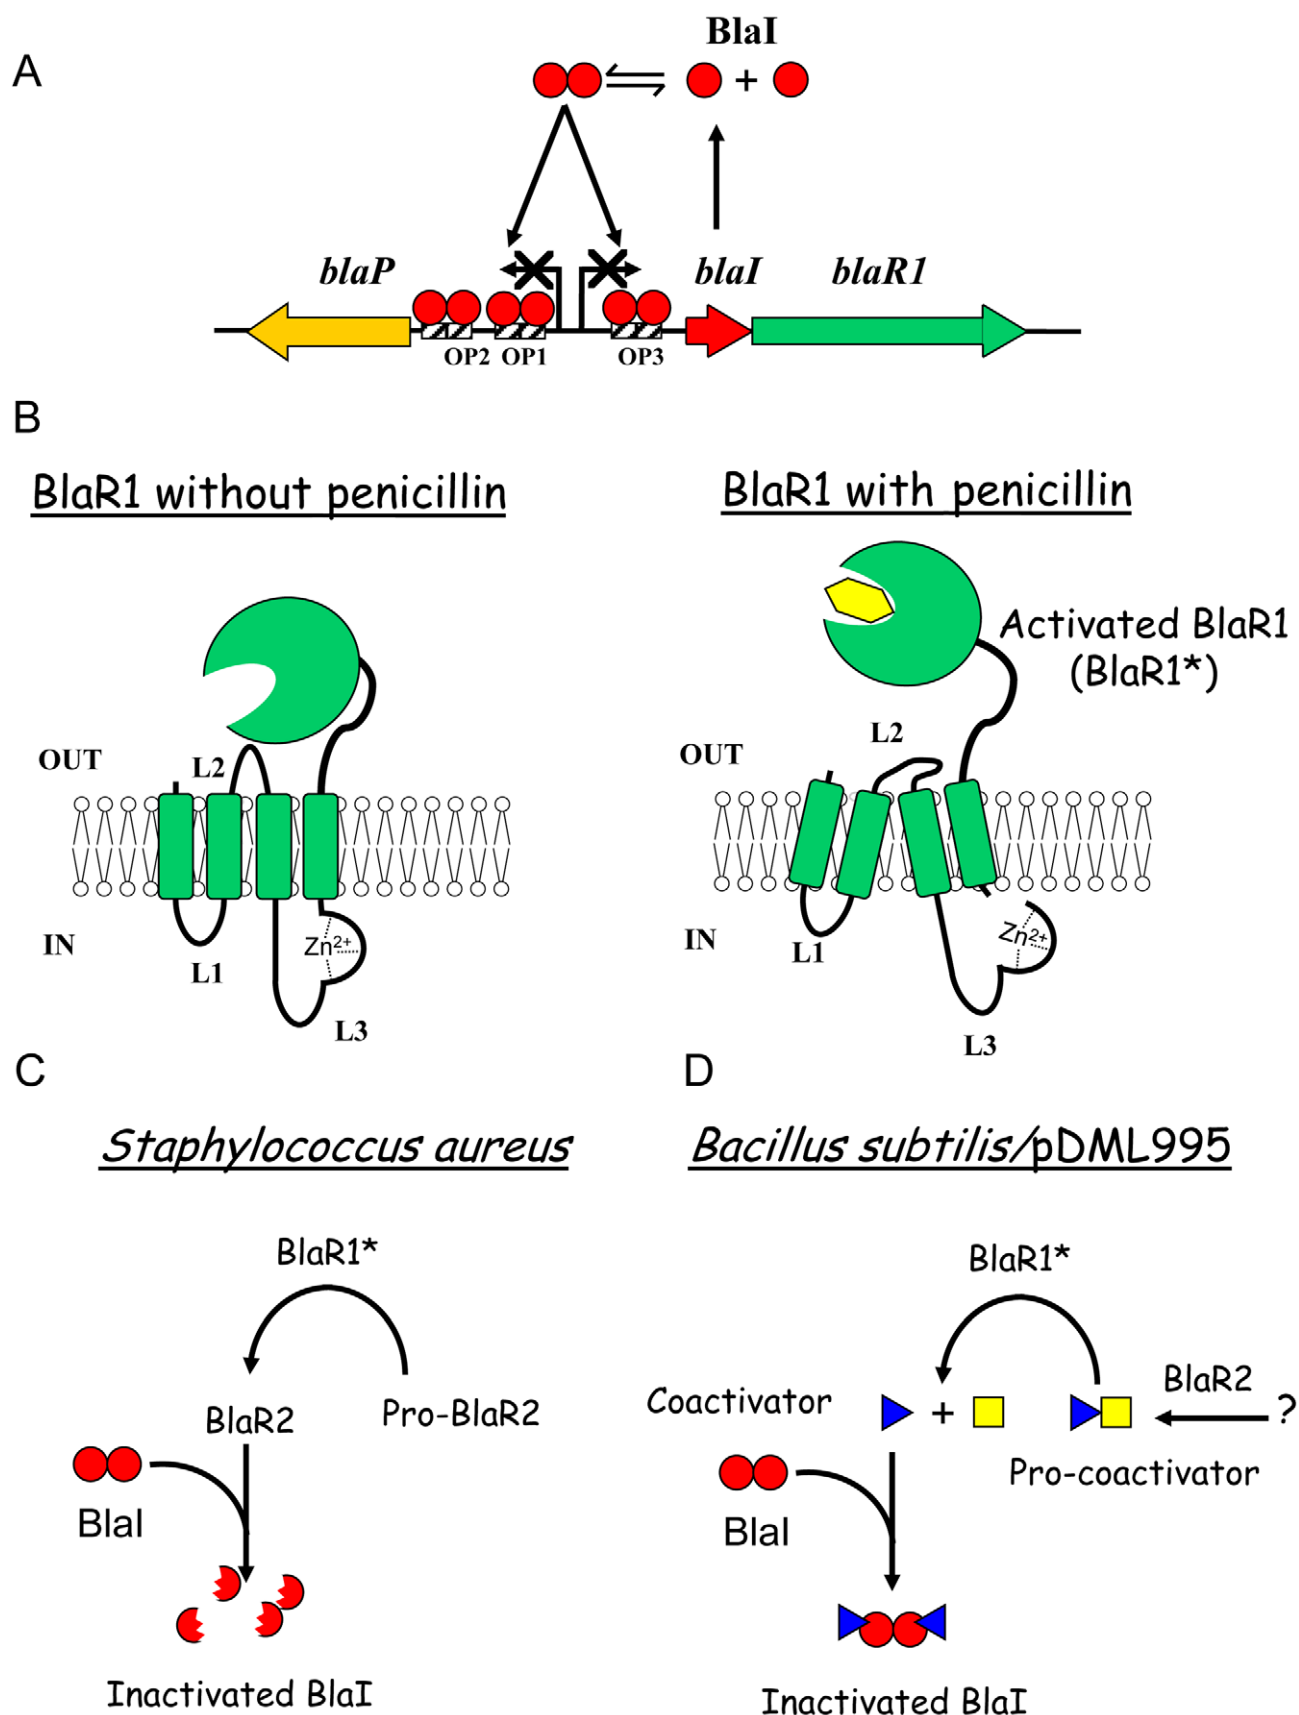 A
BlaI
+
blaP
blaI
blaR1
OP2
OP1
OP3
B
BlaR1 without penicillin
BlaR1 with penicillin
Activated BlaR1
(BlaR1*)
OUT
L2
IN
Zn2+
L1
L3
OUT
L2
IN
Zn2+
L1
L3
C
D
Staphylococcus aureus
Bacillus subtilis/pDML995
BlaR1*
BlaR2
Pro-BlaR2
BlaI
Inactivated BlaI
BlaR1*
Coactivator
+
BlaR2
?
Pro-coactivator
BlaI
Inactivated BlaI